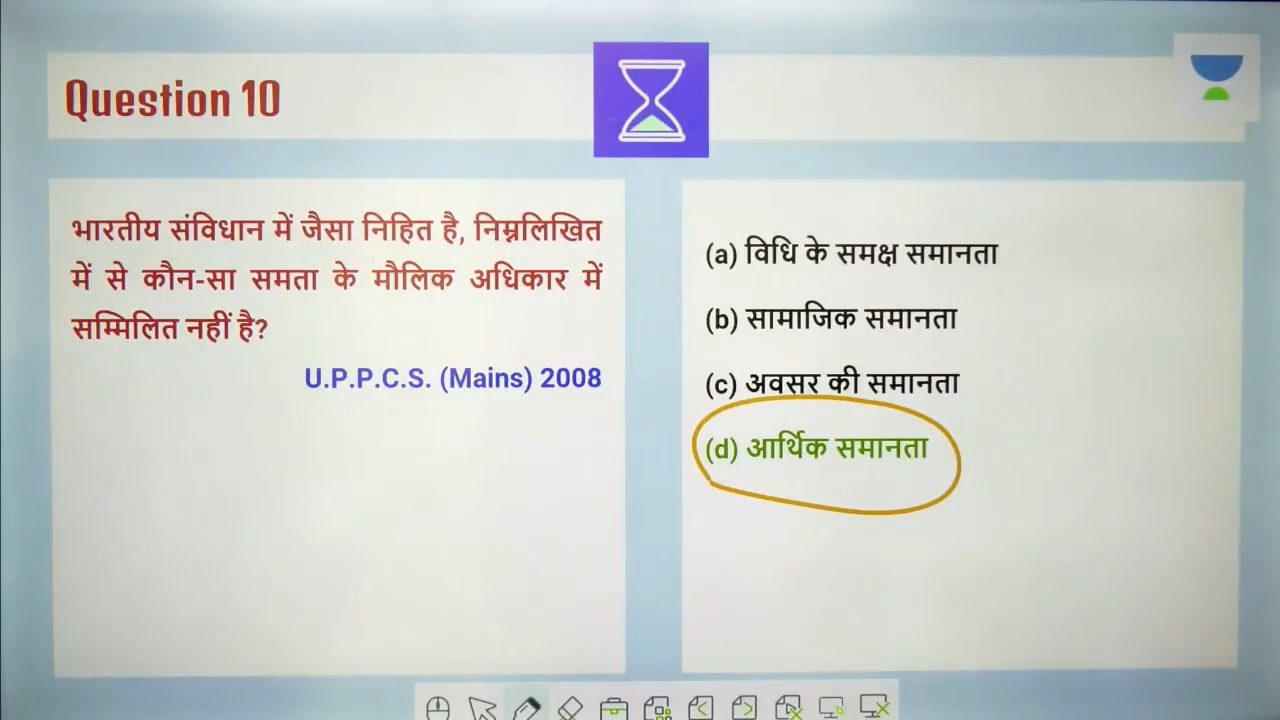 Question 10
भारतीय संविधान में जैसा निहित है, निम्नलिखित
में से कौन-सा समता के मौलिक अधिकार में
सम्मिलित नहीं है?
U.P.P.C.S. (Mains) 2008
(a) विधि के समक्ष समानता
(b) सामाजिक समानता
(c) अवसर की समानता
(d) आर्थिक समानता